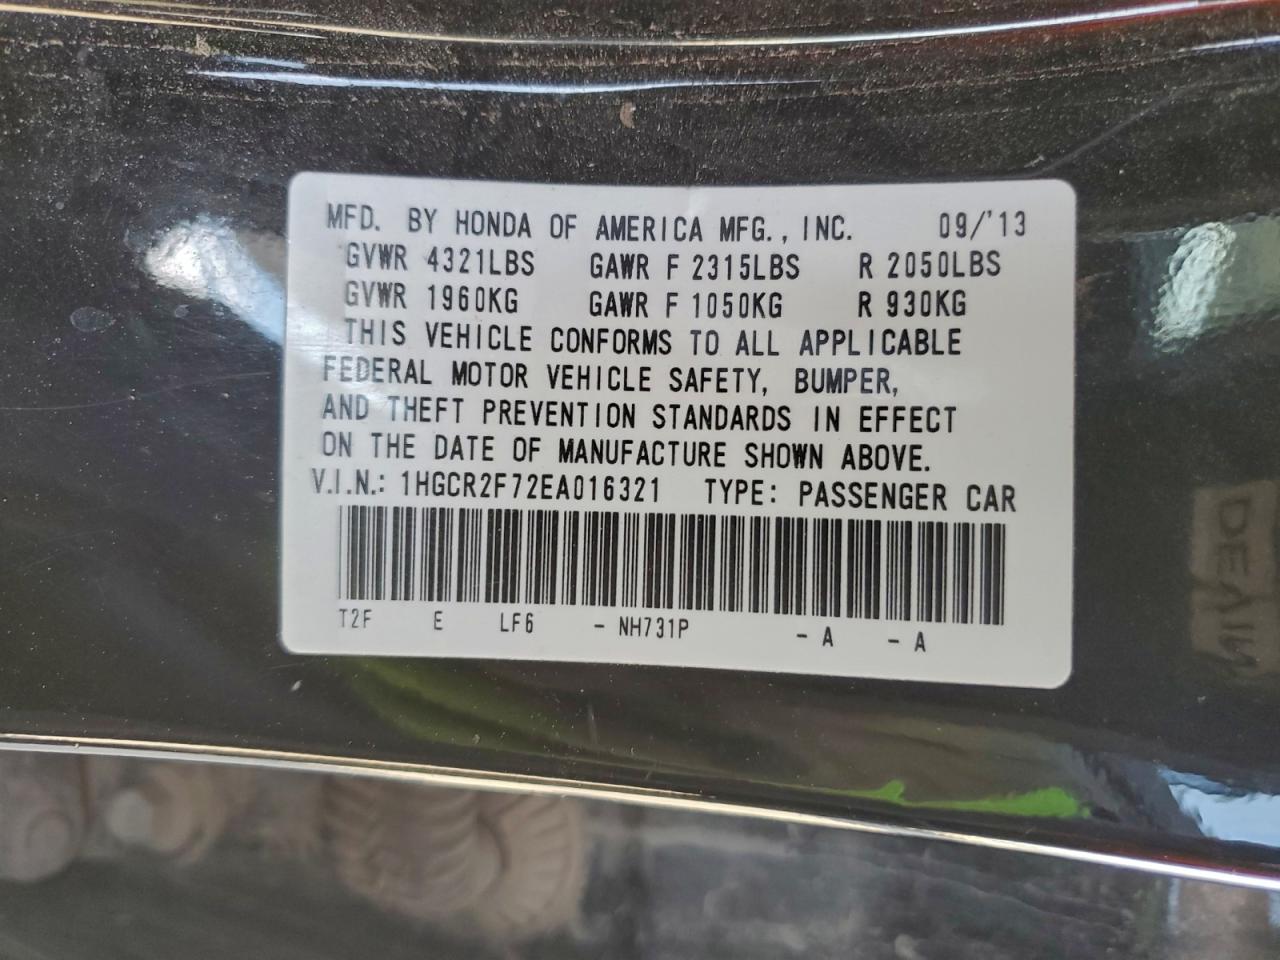 MFD. BY HONDA OF AMERICA MFG., INC. 09/'13
GVWR 4321LBS GAWR F 2315LBS R 2050LBS
GVWR 1960KG GAWR F 1050KG R 930KG
THIS VEHICLE CONFORMS TO ALL APPLICABLE
FEDERAL MOTOR VEHICLE SAFETY, BUMPER,
AND THEFT PREVENTION STANDARDS IN EFFECT
ON THE DATE OF MANUFACTURE SHOWN ABOVE.
V.I.N.: 1HGCR2F72EA016321 TYPE: PASSENGER CAR
T2F E LF6 - NH731P - A - A